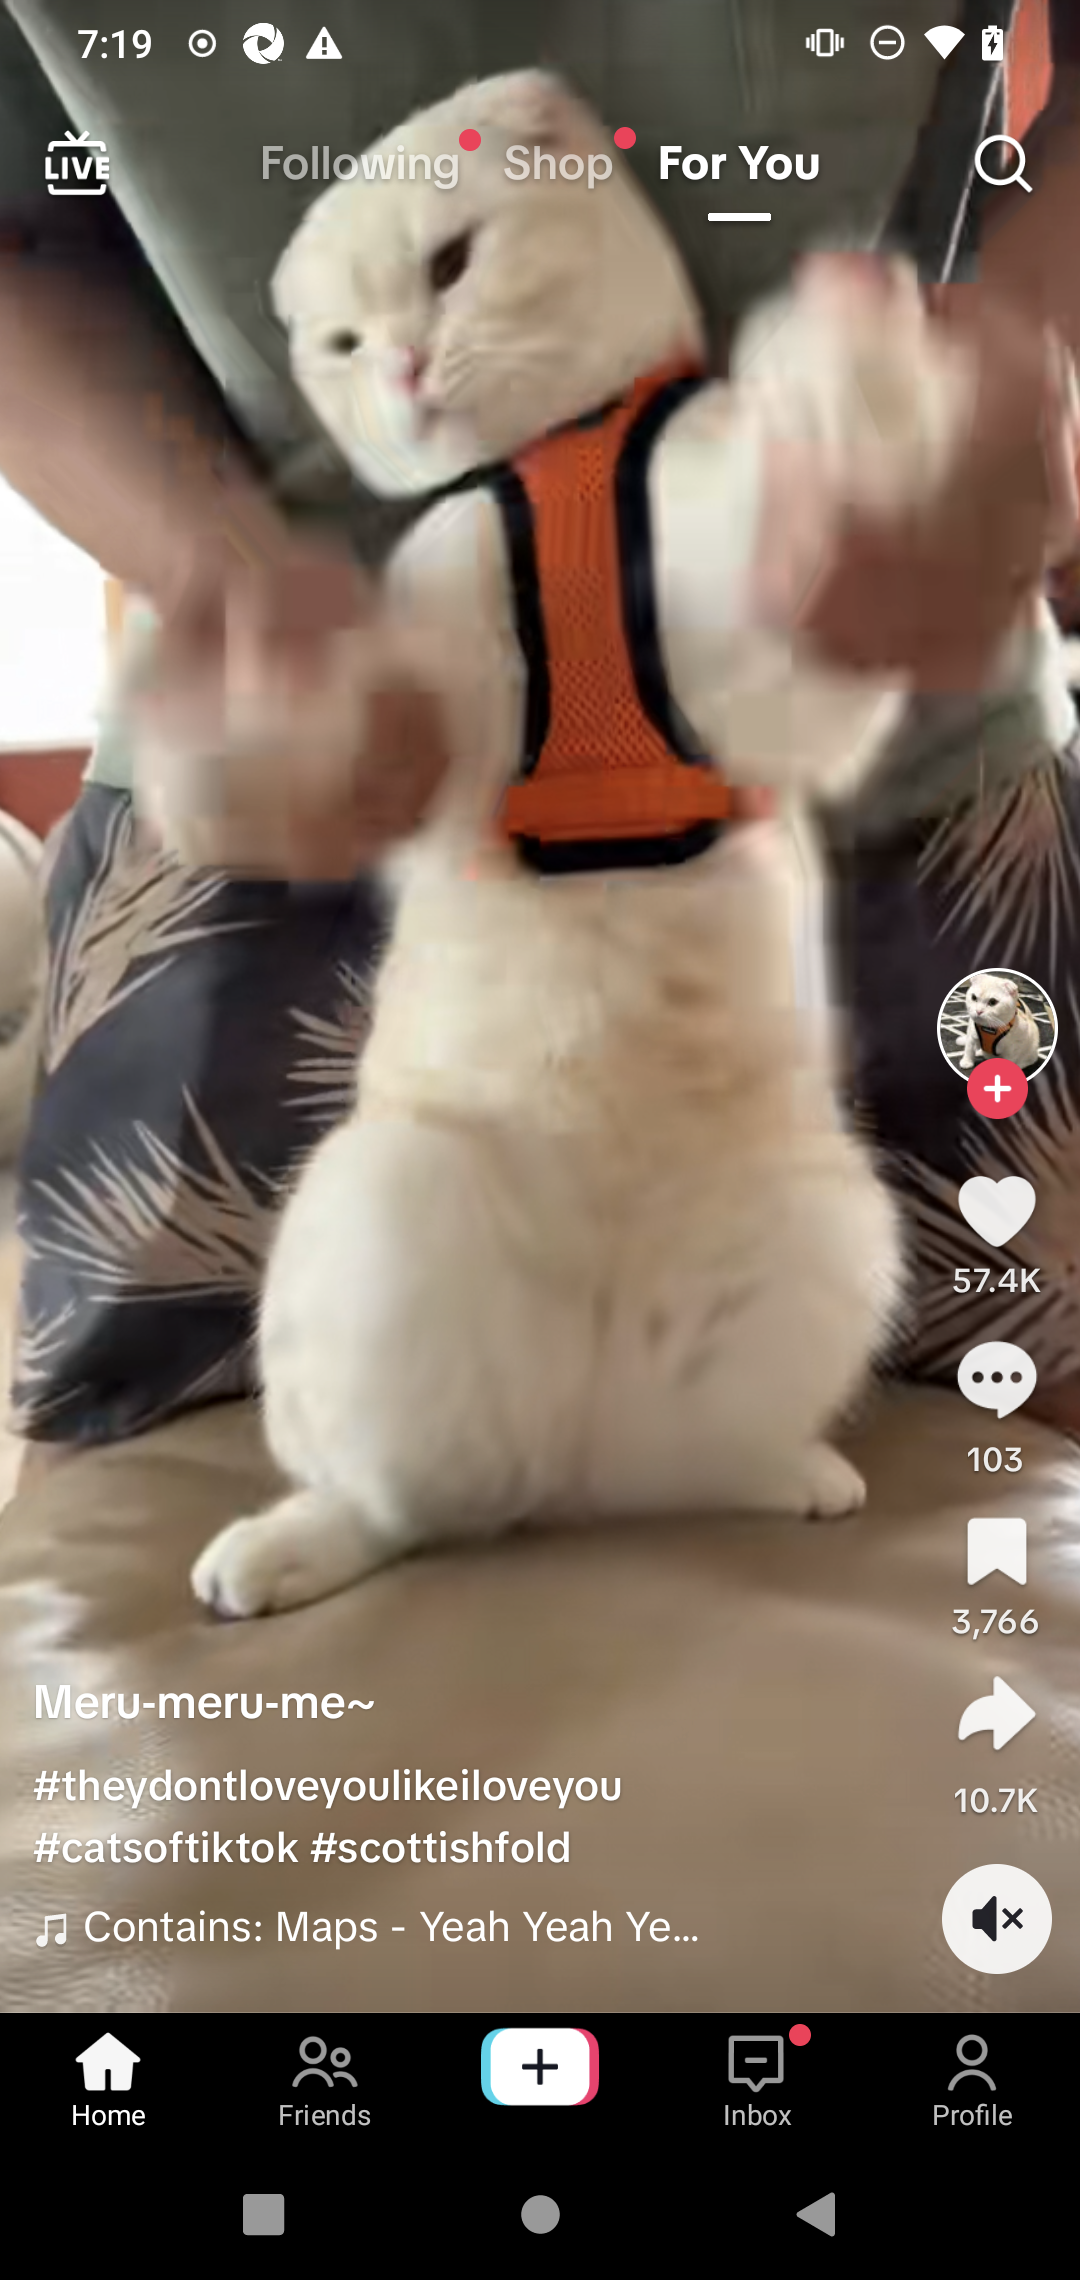 7:19
LIVE
Following
Shop
For You
57.4K
103
3,766
10.7K
Meru-meru-me~
#theydontloveyoulikeiloveyou
#catsoftiktok #scottishfold
Contains: Maps - Yeah Yeah Ye...
Home
Friends
Inbox
Profile